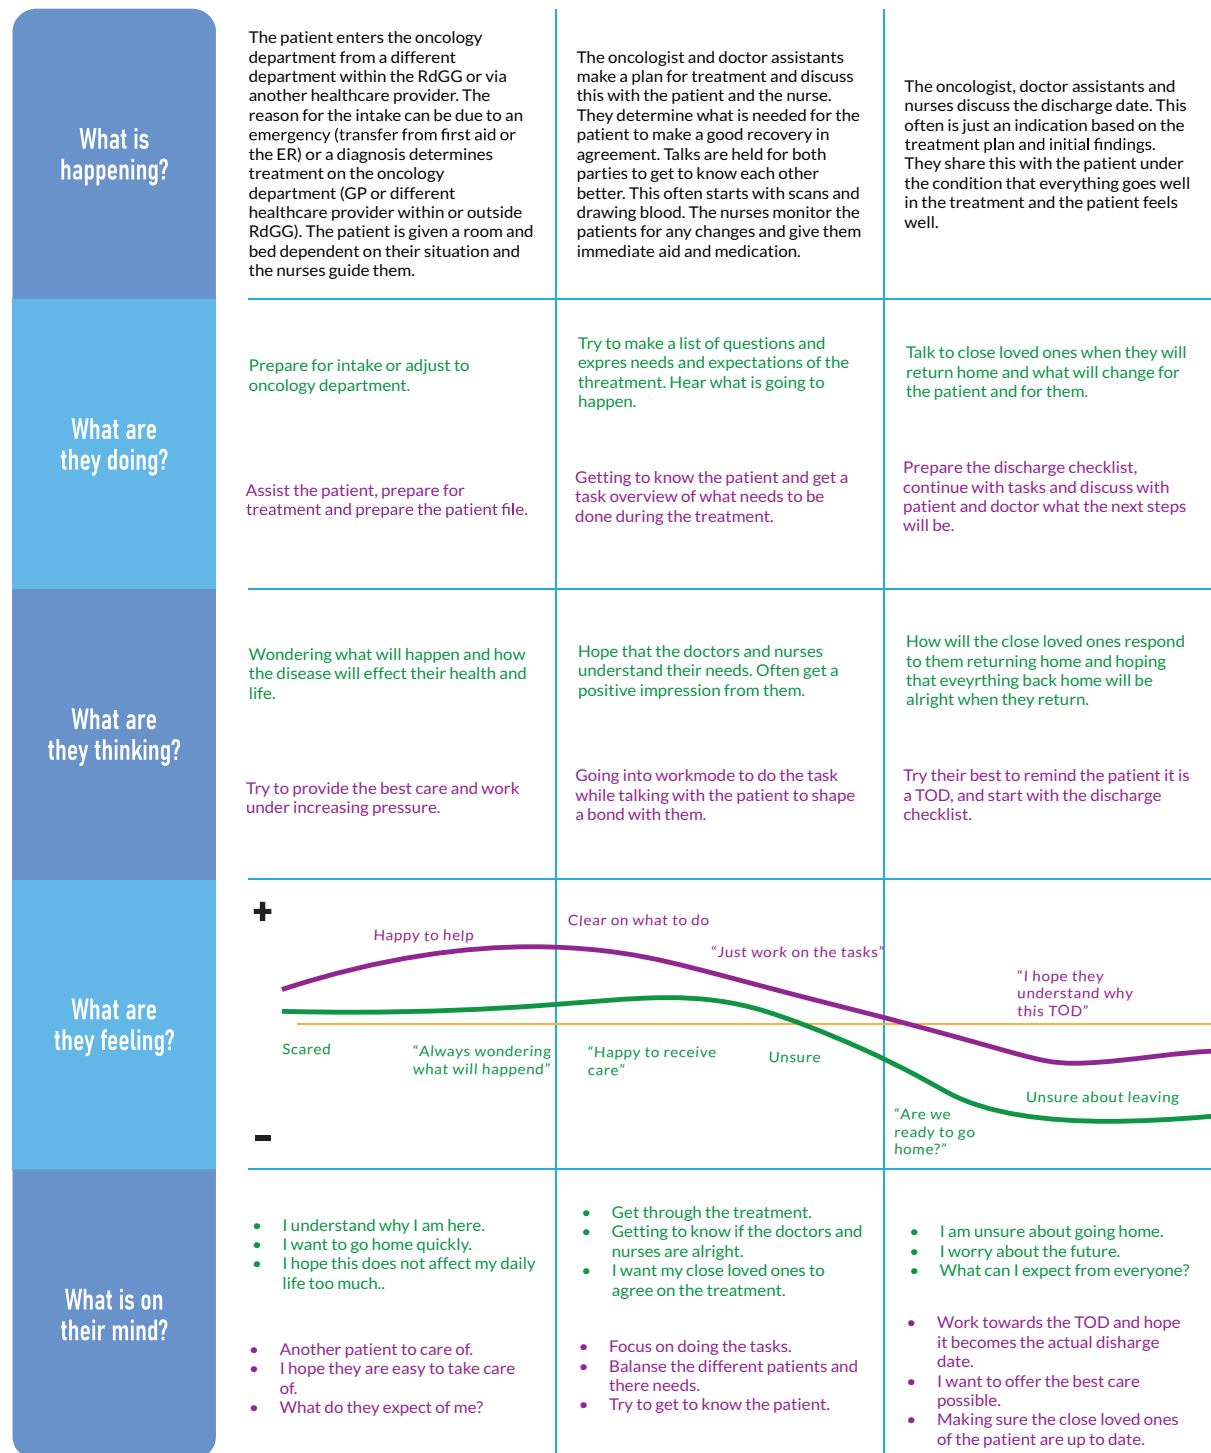 What is
happening?
The patient enters the oncology
department from a different
department within the RdGG or via
another healthcare provider. The
reason for the intake can be due to an
emergency (transfer from first aid or
the ER) or a diagnosis determines
treatment on the oncology
department (GP or different
healthcare provider within or outside
RdGG). The patient is given a room and
bed dependent on their situation and
the nurses guide them.
The oncologist and doctor assistants
make a plan for treatment and discuss
this with the patient and the nurse.
They determine what is needed for the
patient to make a good recovery in
agreement. Talks are held for both
parties to get to know each other
better. This often starts with scans and
drawing blood. The nurses monitor the
patients for any changes and give them
immediate aid and medication.
The oncologist, doctor assistants and
nurses discuss the discharge date. This
often is just an indication based on the
treatment plan and initial findings.
They share this with the patient under
the condition that everything goes well
in the treatment and the patient feels
well.
What are
they doing?
Prepare for intake or adjust to
oncology department.
Try to make a list of questions and
expres needs and expectations of the
threatment. Hear what is going to
happen.
Talk to close loved ones when they will
return home and what will change for
the patient and for them.
Assist the patient, prepare for
treatment and prepare the patient file.
Getting to know the patient and get a
task overview of what needs to be
done during the treatment.
Prepare the discharge checklist,
continue with tasks and discuss with
patient and doctor what the next steps
will be.
What are
they thinking?
Wondering what will happen and how
the disease will effect their health and
life.
Hope that the doctors and nurses
understand their needs. Often get a
positive impression from them.
How will the close loved ones respond
to them returning home and hoping
that eveyrthing back home will be
alright when they return.
Try to provide the best care and work
under increasing pressure.
Going into workmode to do the task
while talking with the patient to shape
a bond with them.
Try their best to remind the patient it is
a TOD, and start with the discharge
checklist.
What are
they feeling?
+
Happy to help
Clear on what to do
"Just work on the tasks"
"I hope they
understand why
this TOD"
Scared
"Always wondering
what will happend"
"Happy to receive
care"
Unsure
"Are we
ready to go
home?"
Unsure about leaving
-
What is on
their mind?
• I understand why I am here.
• I want to go home quickly.
• I hope this does not affect my daily
life too much..
• Get through the treatment.
• Getting to know if the doctors and
nurses are alright.
• I want my close loved ones to
agree on the treatment.
• I am unsure about going home.
• I worry about the future.
• What can I expect from everyone?
• Another patient to care of.
• I hope they are easy to take care
of.
• What do they expect of me?
• Focus on doing the tasks.
• Balanse the different patients and
there needs.
• Try to get to know the patient.
• Work towards the TOD and hope
it becomes the actual disharge
date.
• I want to offer the best care
possible.
• Making sure the close loved ones
of the patient are up to date.